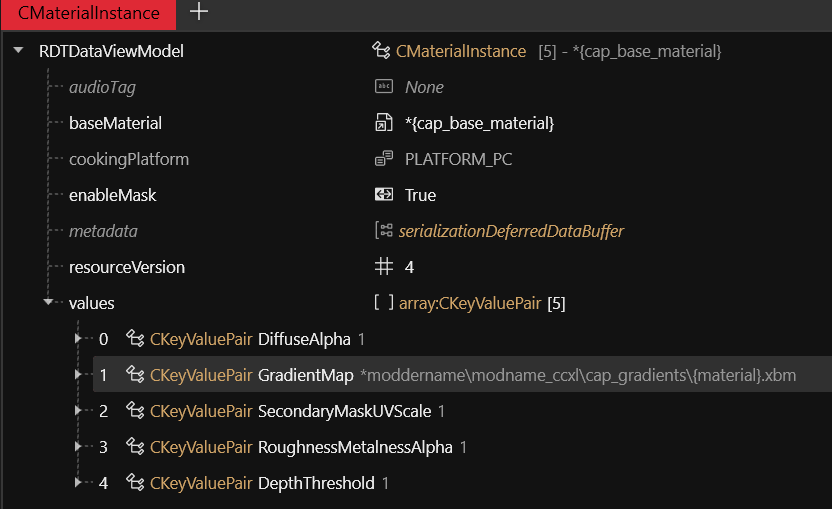 CMaterialInstance
RDTDataViewModel CMaterialInstance [5] - *{cap_base_material}
audioTag abc None
baseMaterial *{cap_base_material}
cookingPlatform PLATFORM_PC
enableMask True
metadata serializationDeferredDataBuffer
resourceVersion 4
values [ ] array:CKeyValuePair [5]
0 CKeyValuePair DiffuseAlpha 1
1 CKeyValuePair GradientMap *moddername\modname_ccxl\cap_gradients\{material}.xbm
2 CKeyValuePair SecondaryMaskUVScale 1
3 CKeyValuePair RoughnessMetalnessAlpha 1
4 CKeyValuePair DepthThreshold 1